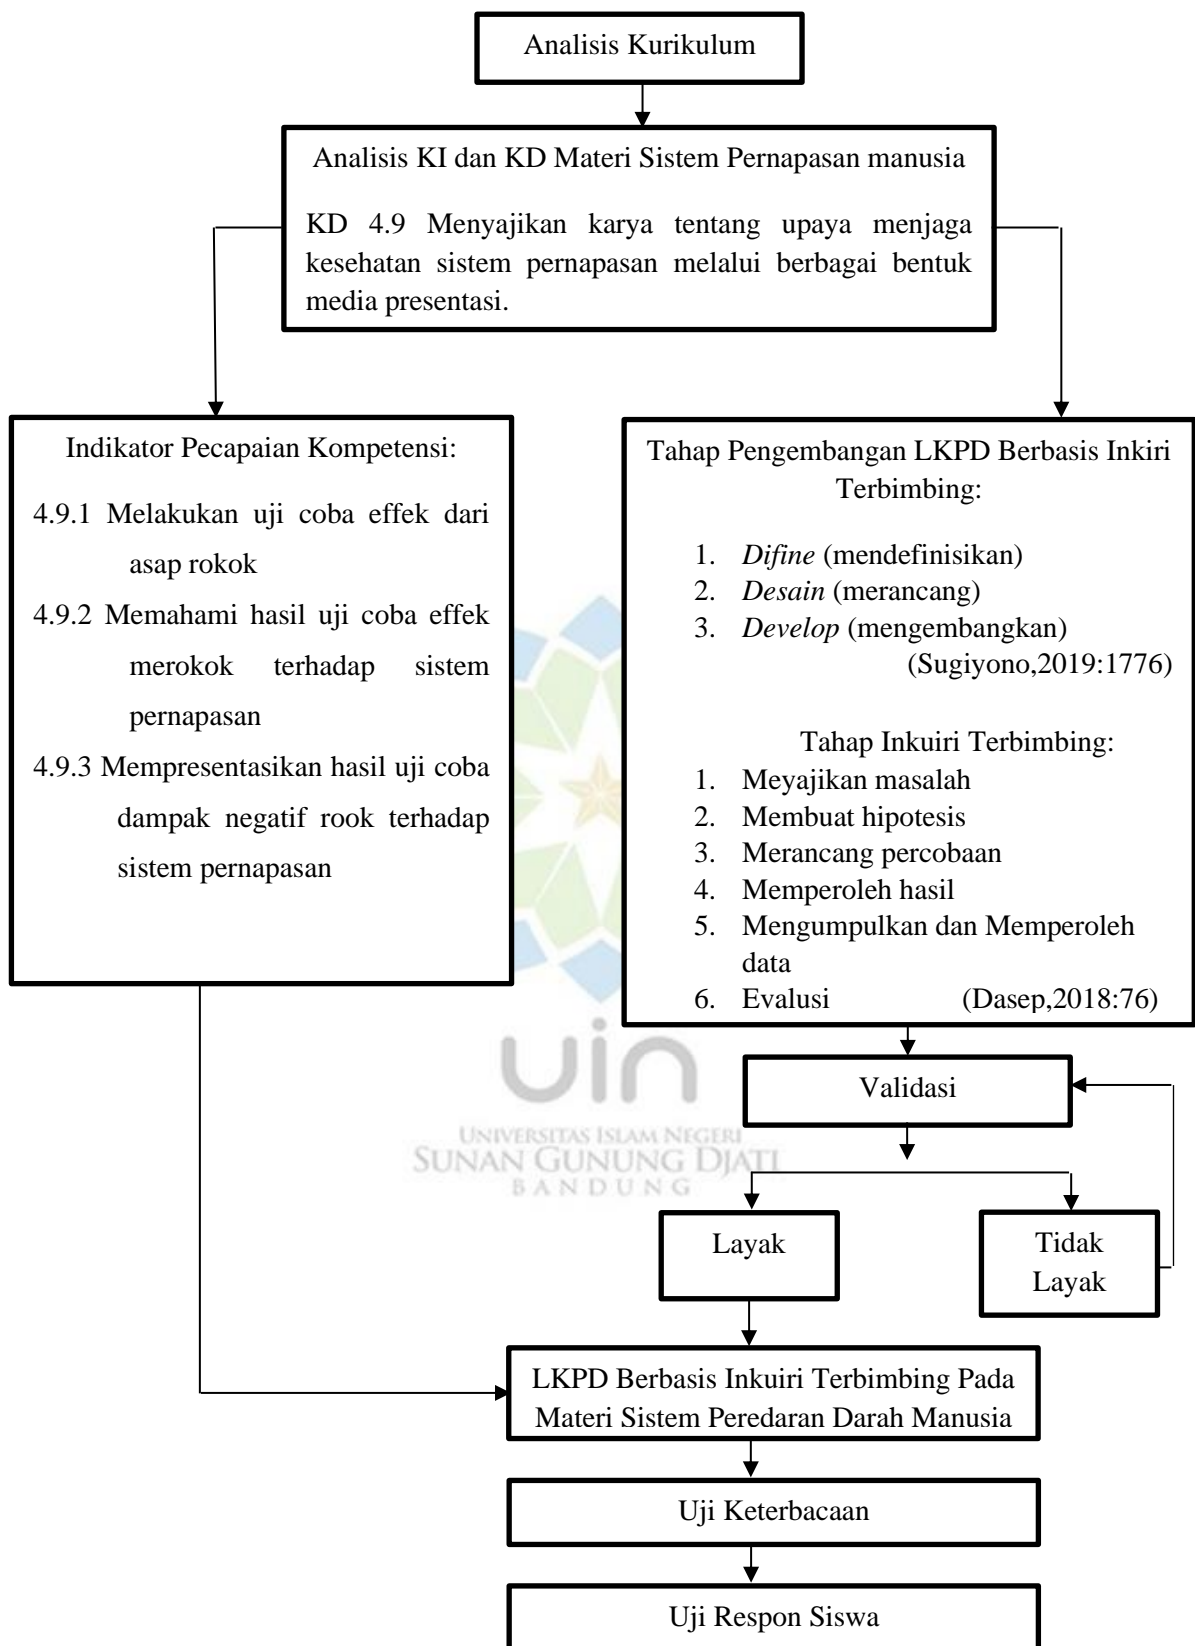 Analisis Kurikulum
Analisis KI dan KD Materi Sistem Pernapasan manusia
KD 4.9 Menyajikan karya tentang upaya menjaga
kesehatan sistem pernapasan melalui berbagai bentuk
media presentasi.
Indikator Pecapaian Kompetensi:
4.9.1 Melakukan uji coba effek dari
asap rokok
4.9.2 Memahami hasil uji coba effek
merokok terhadap sistem
pernapasan
4.9.3 Mempresentasikan hasil uji coba
dampak negatif rook terhadap
sistem pernapasan
Tahap Pengembangan LKPD Berbasis Inkiri
Terbimbing:
1. Difine (mendefinisikan)
2. Desain (merancang)
3. Develop (mengembangkan)
(Sugiyono,2019:1776)
Tahap Inkuiri Terbimbing:
1. Meyajikan masalah
2. Membuat hipotesis
3. Merancang percobaan
4. Memperoleh hasil
5. Mengumpulkan dan Memperoleh
data
6. Evalusi (Dasep,2018:76)
uin
UNIVERSITAS ISLAM NEGERI
SUNAN GUNUNG DJATI
BANDUNG
Validasi
Layak
Tidak
Layak
LKPD Berbasis Inkuiri Terbimbing Pada
Materi Sistem Peredaran Darah Manusia
Uji Keterbacaan
Uji Respon Siswa